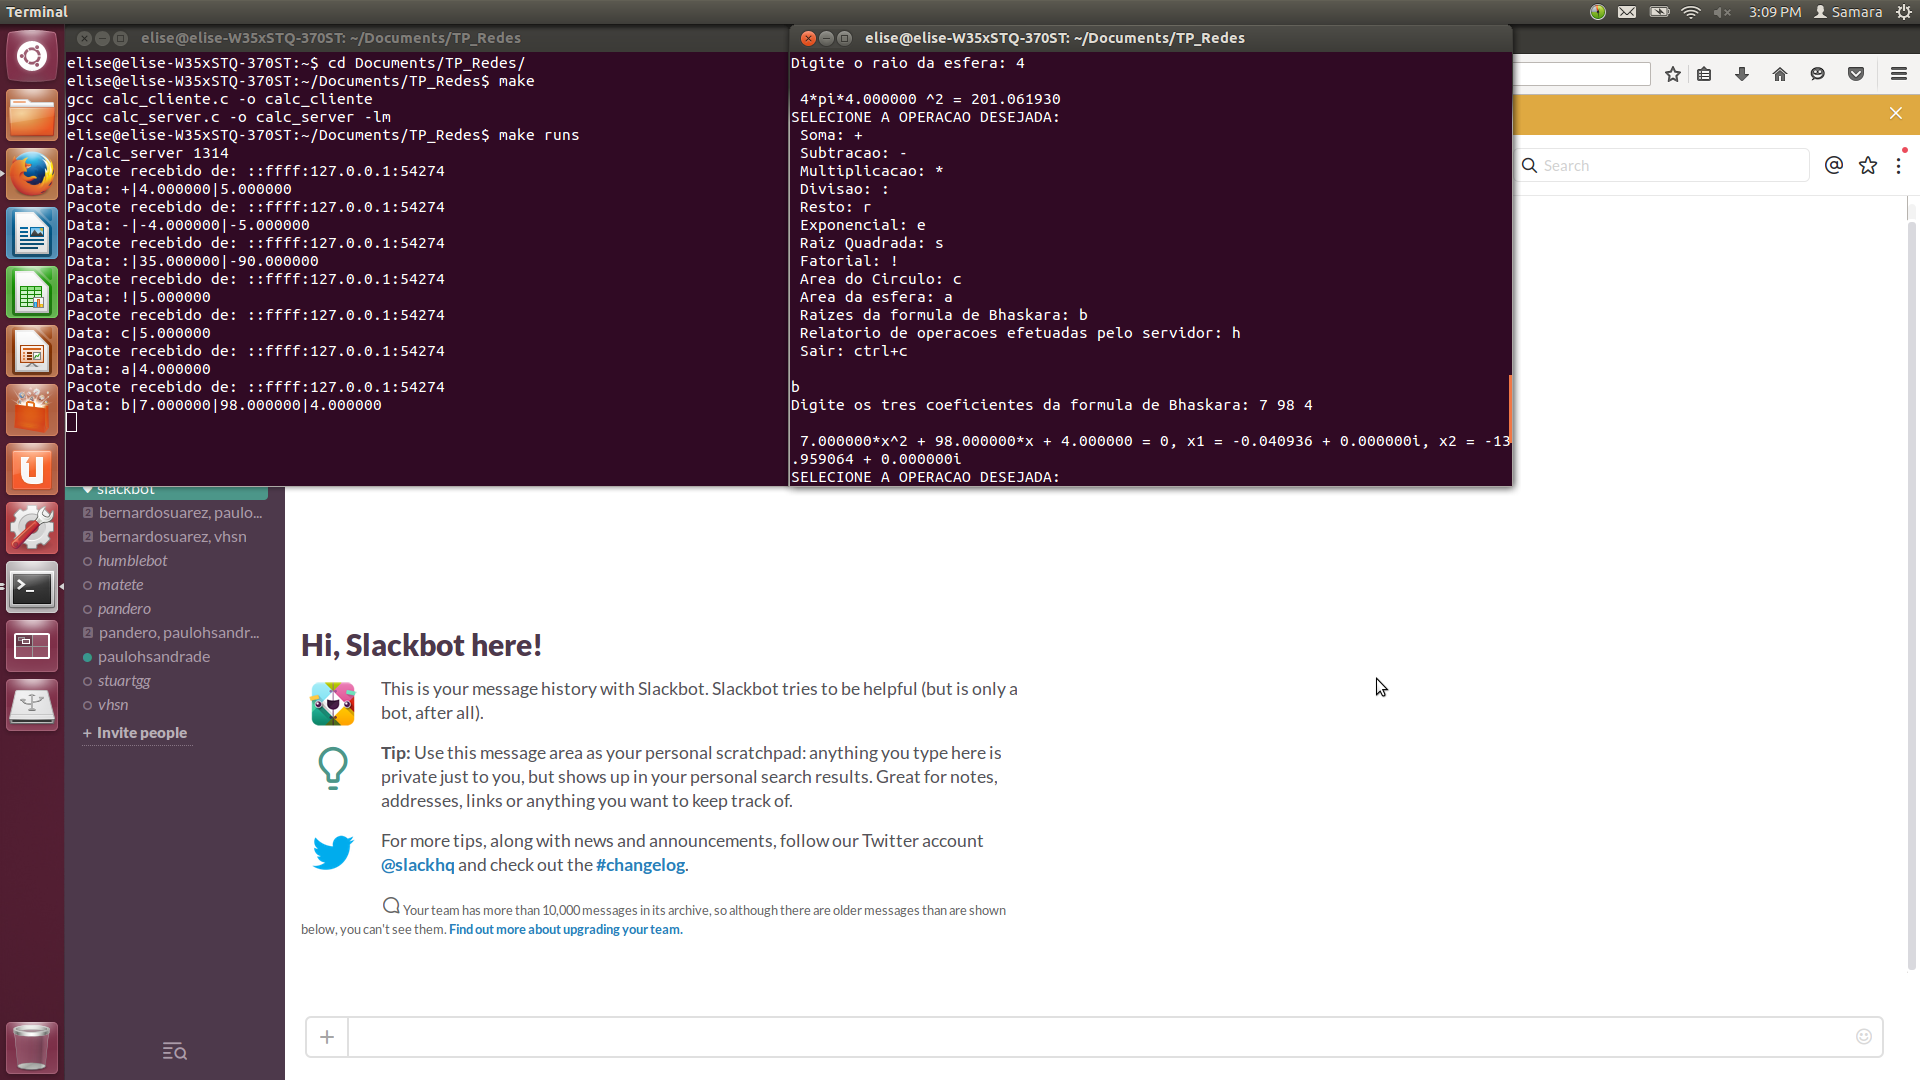 Terminal
3:09 PM
Samara
elise@elise-W35xSTQ-370ST: ~/Documents/TP_Redes
elise@elise-W35xSTQ-370ST:~$ cd Documents/TP_Redes/
elise@elise-W35xSTQ-370ST:~/Documents/TP_Redes$ make
gcc calc_cliente.c -o calc_cliente
gcc calc_server.c -o calc_server -lm
elise@elise-W35xSTQ-370ST:~/Documents/TP_Redes$ make runs
./calc_server 1314
Pacote recebido de: ::ffff:127.0.0.1:54274
Data: +|4.000000|5.000000
Pacote recebido de: ::ffff:127.0.0.1:54274
Data: -|-4.000000|-5.000000
Pacote recebido de: ::ffff:127.0.0.1:54274
Data: :|35.000000|-90.000000
Pacote recebido de: ::ffff:127.0.0.1:54274
Data: !|5.000000
Pacote recebido de: ::ffff:127.0.0.1:54274
Data: c|5.000000
Pacote recebido de: ::ffff:127.0.0.1:54274
Data: a|4.000000
Pacote recebido de: ::ffff:127.0.0.1:54274
Data: b|7.000000|98.000000|4.000000
elise@elise-W35xSTQ-370ST: ~/Documents/TP_Redes
Digite o raio da esfera: 4
4*pi*4.000000 ^2 = 201.061930
SELECIONE A OPERACAO DESEJADA:
Soma: +
Subtracao: -
Multiplicacao: *
Divisao: :
Resto: r
Exponencial: e
Raiz Quadrada: s
Fatorial: !
Area do Circulo: c
Area da esfera: a
Raizes da formula de Bhaskara: b
Relatorio de operacoes efetuadas pelo servidor: h
Sair: ctrl+c
b
Digite os tres coeficientes da formula de Bhaskara: 7 98 4
7.000000*x^2 + 98.000000*x + 4.000000 = 0, x1 = -0.040936 + 0.000000i, x2 = -13
.959064 + 0.000000i
SELECIONE A OPERACAO DESEJADA:
Search
slackbot
2 bernardosuarez, paulo...
2 bernardosuarez, vhsn
humblebot
matete
pandero
2 pandero, paulohsandr...
paulohsandrade
stuartgg
vhsn
+ Invite people
Hi, Slackbot here!
This is your message history with Slackbot. Slackbot tries to be helpful (but is only a
bot, after all).
Tip: Use this message area as your personal scratchpad: anything you type here is
private just to you, but shows up in your personal search results. Great for notes,
addresses, links or anything you want to keep track of.
For more tips, along with news and announcements, follow our Twitter account
@slackhq and check out the #changelog.
Your team has more than 10,000 messages in its archive, so although there are older messages than are shown
below, you can't see them. Find out more about upgrading your team.